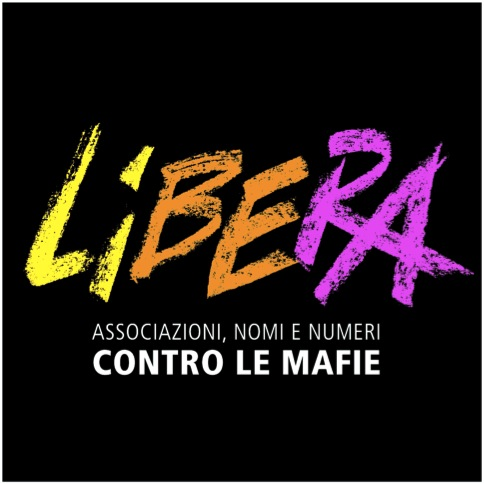 LiBERA
ASSOCIAZIONI, NOMI E NUMERI
CONTRO LE MAFIE